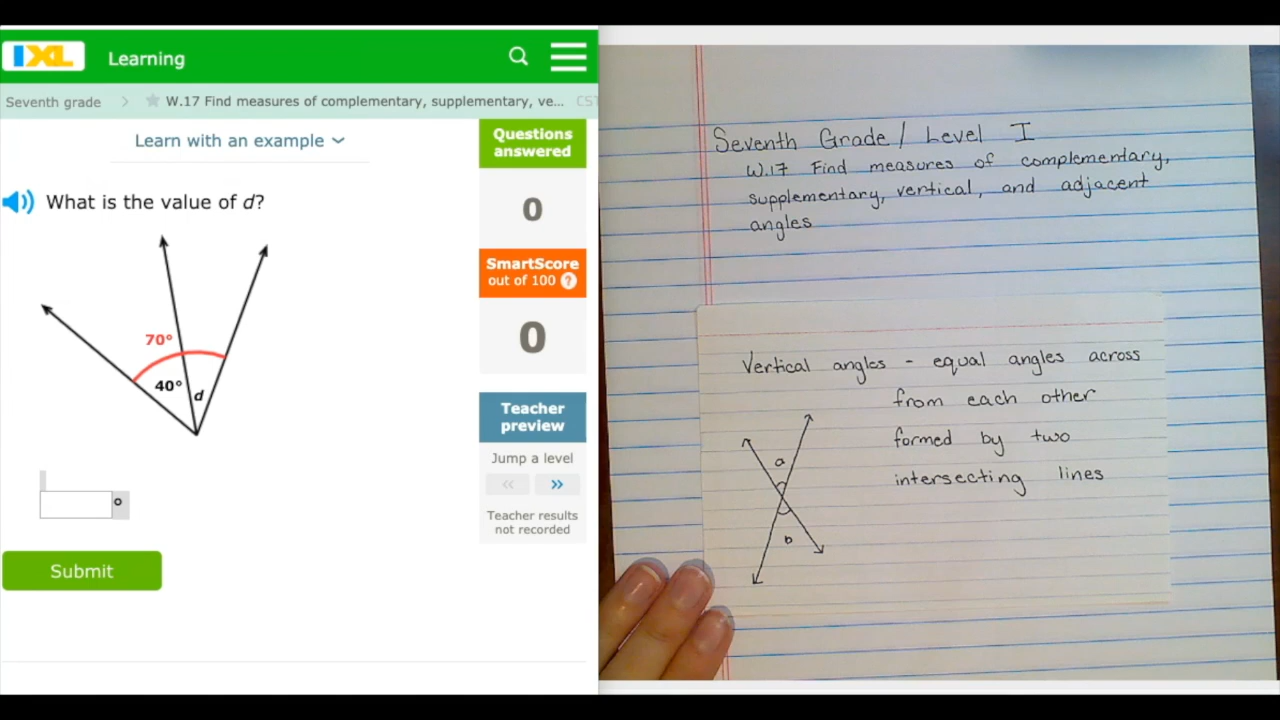 IXL Learning
Seventh grade > W.17 Find measures of complementary, supplementary, ve... CST
Learn with an example
What is the value of d?
70°
40°
d
°
Submit
Questions
answered
0
SmartScore
out of 100 ?
0
Teacher
preview
Jump a level
<< >>
Teacher results
not recorded
Seventh Grade / Level I
W.17 Find measures of complementary,
supplementary, vertical, and adjacent
angles
Vertical angles - equal angles across
from each other
formed by two
intersecting lines
a
b